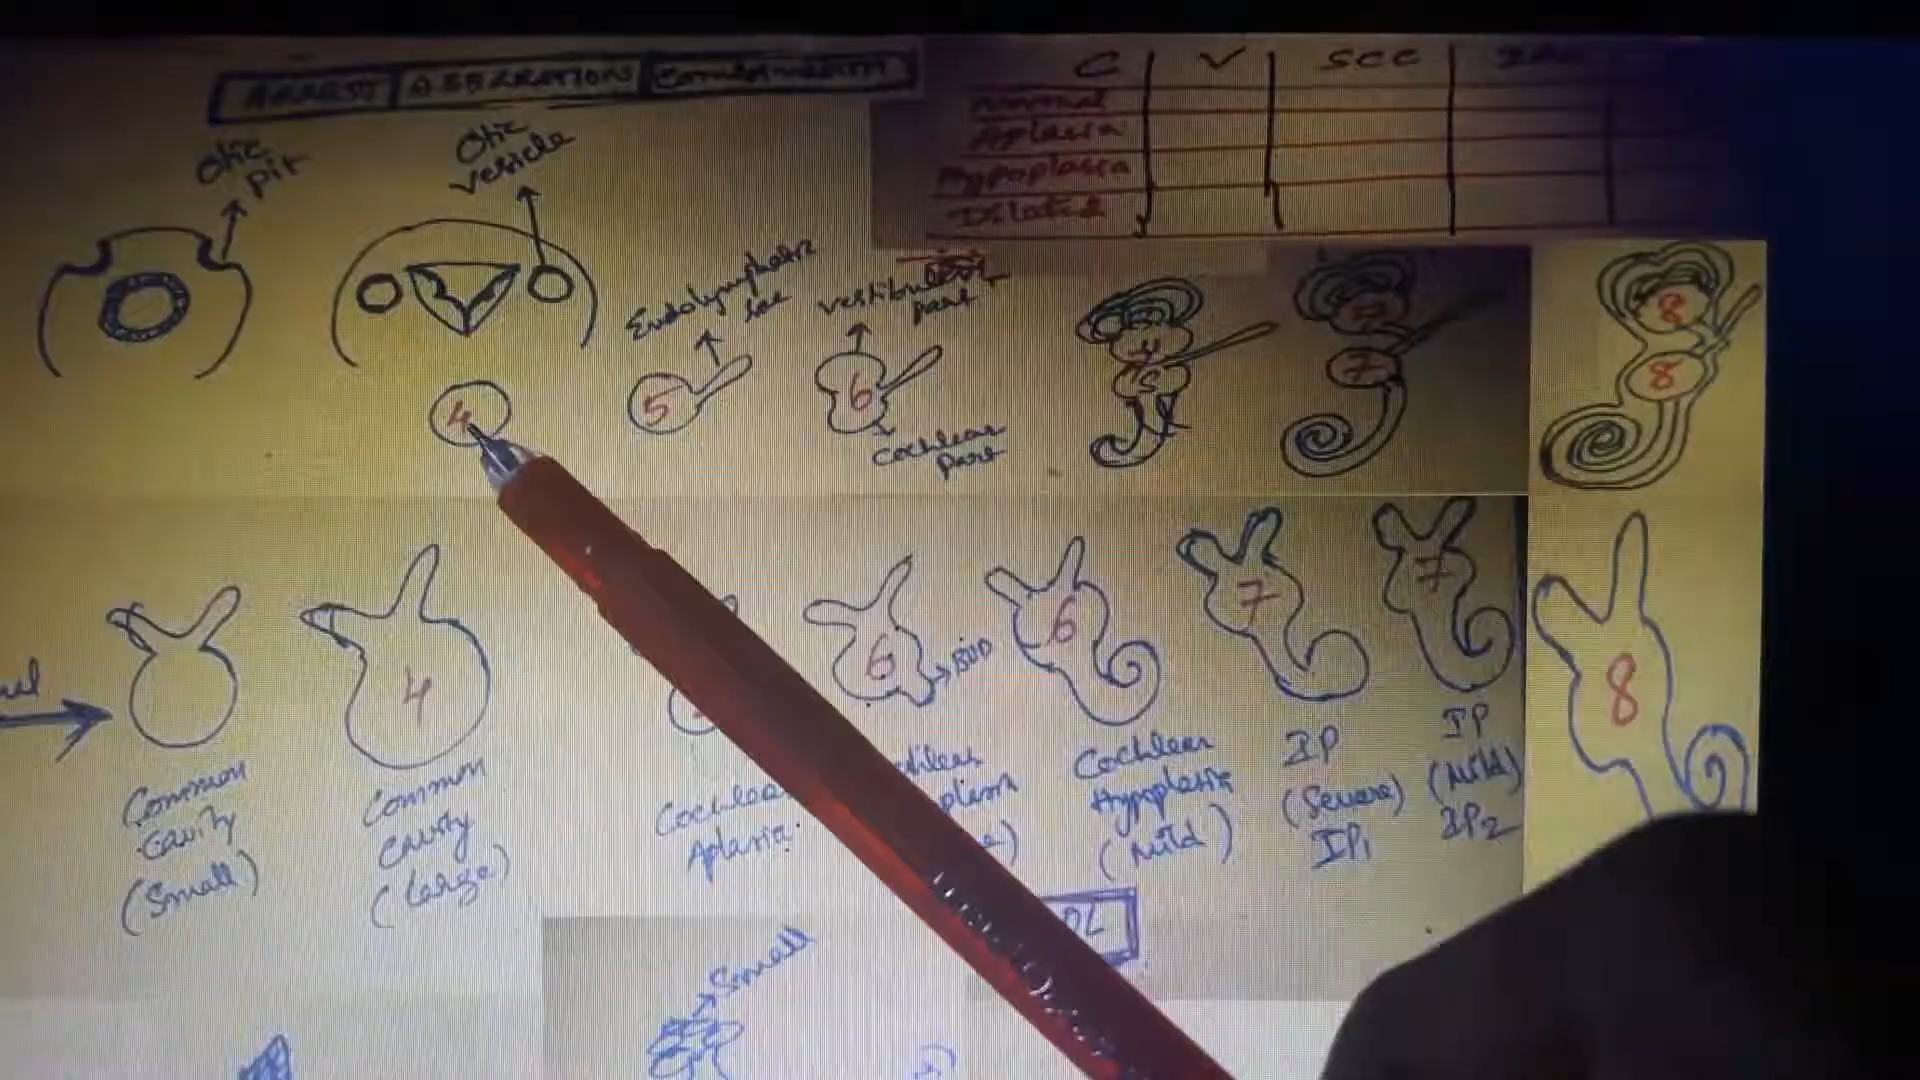 ARREST ABERRATION Combination
C V SCC IAC
Normal
Aplasia
Hypoplasia
Dilated
Otic
pit
Otic
vesicle
Endolymphatic
sac
vestibular
part
4
5
6
Cochlear
part
7
8
8
4
6
BUD
6
7
7
8
Common
cavity
(Small)
Common
cavity
(Large)
Cochlear
Aplasia
Cochlear
Hypoplasia
(Mild)
IP
(Severe)
IP1
IP
(Mild)
IP2
Small